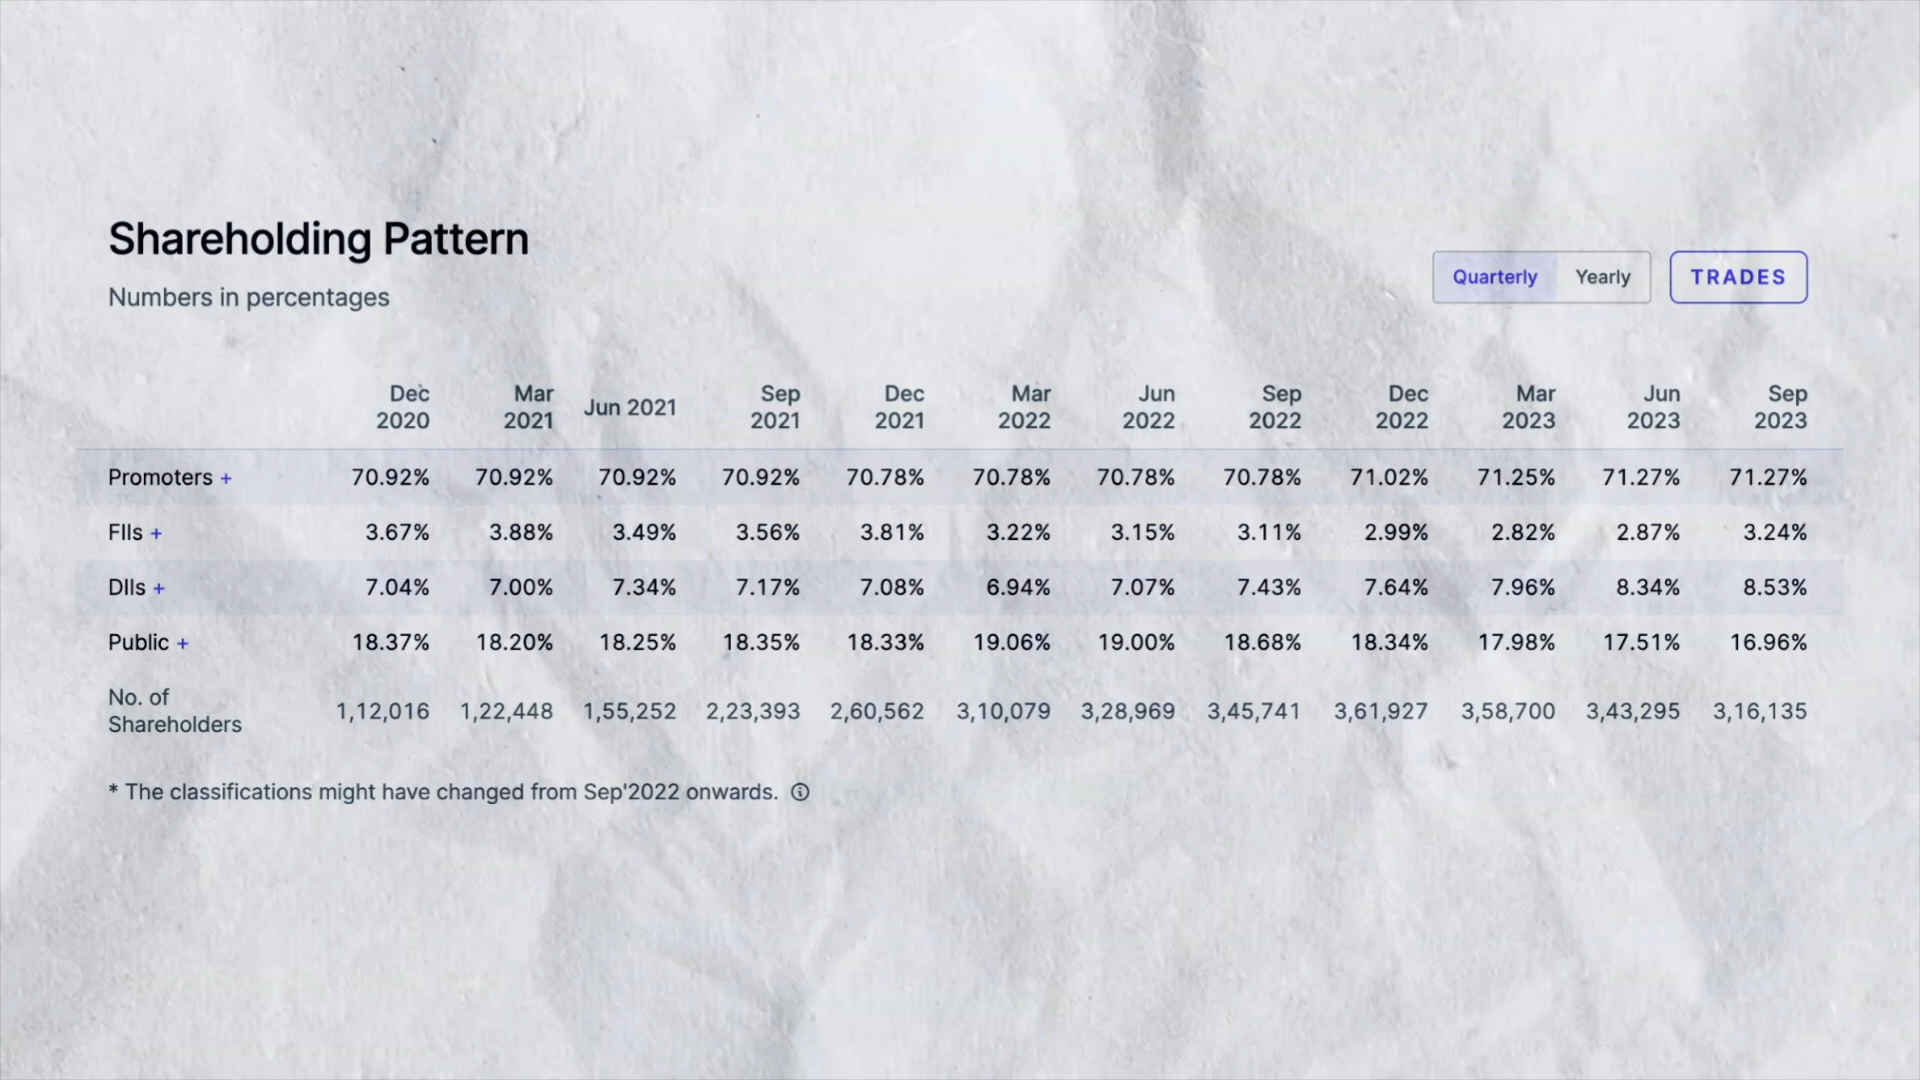 Shareholding Pattern
Numbers in percentages
Quarterly Yearly TRADES
Dec 2020 Mar 2021 Jun 2021 Sep 2021 Dec 2021 Mar 2022 Jun 2022 Sep 2022 Dec 2022 Mar 2023 Jun 2023 Sep 2023
Promoters + 70.92% 70.92% 70.92% 70.92% 70.78% 70.78% 70.78% 70.78% 71.02% 71.25% 71.27% 71.27%
FIIs + 3.67% 3.88% 3.49% 3.56% 3.81% 3.22% 3.15% 3.11% 2.99% 2.82% 2.87% 3.24%
DIIs + 7.04% 7.00% 7.34% 7.17% 7.08% 6.94% 7.07% 7.43% 7.64% 7.96% 8.34% 8.53%
Public + 18.37% 18.20% 18.25% 18.35% 18.33% 19.06% 19.00% 18.68% 18.34% 17.98% 17.51% 16.96%
No. of Shareholders 1,12,016 1,22,448 1,55,252 2,23,393 2,60,562 3,10,079 3,28,969 3,45,741 3,61,927 3,58,700 3,43,295 3,16,135
* The classifications might have changed from Sep'2022 onwards.